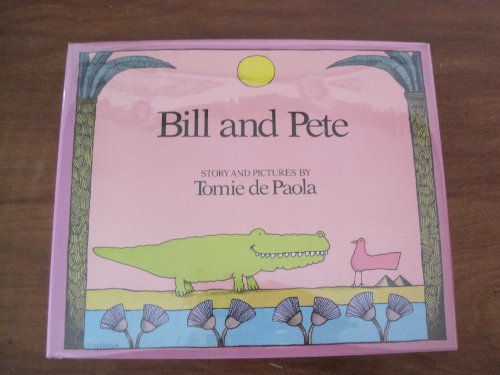 Bill and Pete
STORY AND PICTURES BY
Tomie de Paola